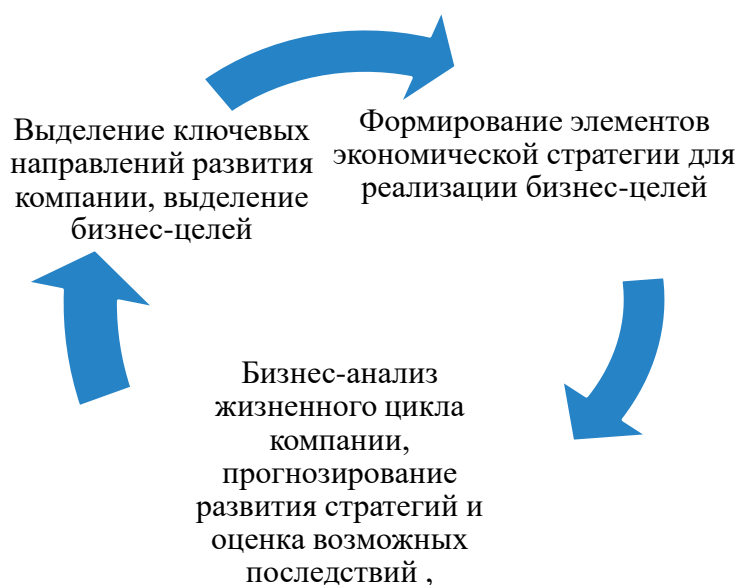 Выделение ключевых
направлений развития
компании, выделение
бизнес-целей
Формирование элементов
экономической стратегии для
реализации бизнес-целей
Бизнес-анализ
жизненного цикла
компании,
прогнозирование
развития стратегий и
оценка возможных
последствий ,